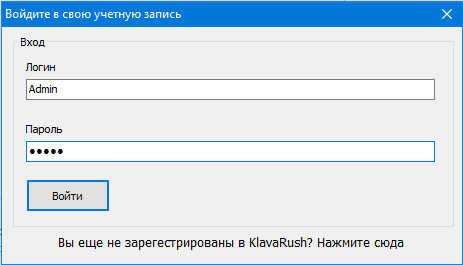 Войдите в свою учетную запись
Вход
Логин
Admin
Пароль
●●●●●
Войти
Вы еще не зарегестрированы в KlavaRush? Нажмите сюда